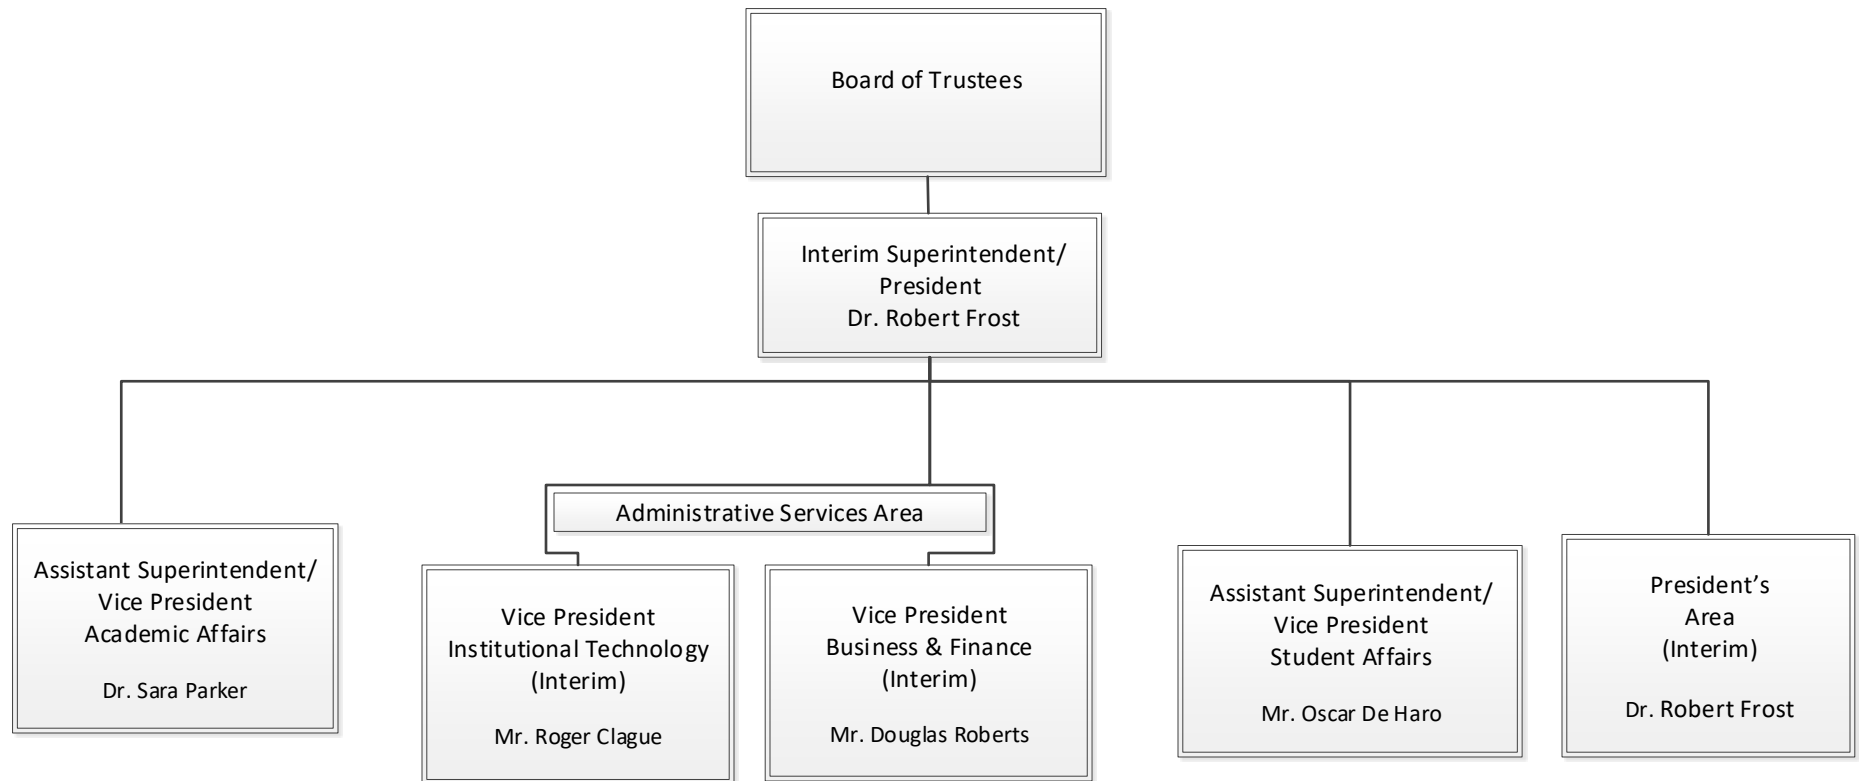 Board of Trustees
Interim Superintendent/
President
Dr. Robert Frost
Administrative Services Area
Assistant Superintendent/
Vice President
Academic Affairs
Dr. Sara Parker
Vice President
Institutional Technology
(Interim)
Mr. Roger Clague
Vice President
Business & Finance
(Interim)
Mr. Douglas Roberts
Assistant Superintendent/
Vice President
Student Affairs
Mr. Oscar De Haro
President’s
Area
(Interim)
Dr. Robert Frost